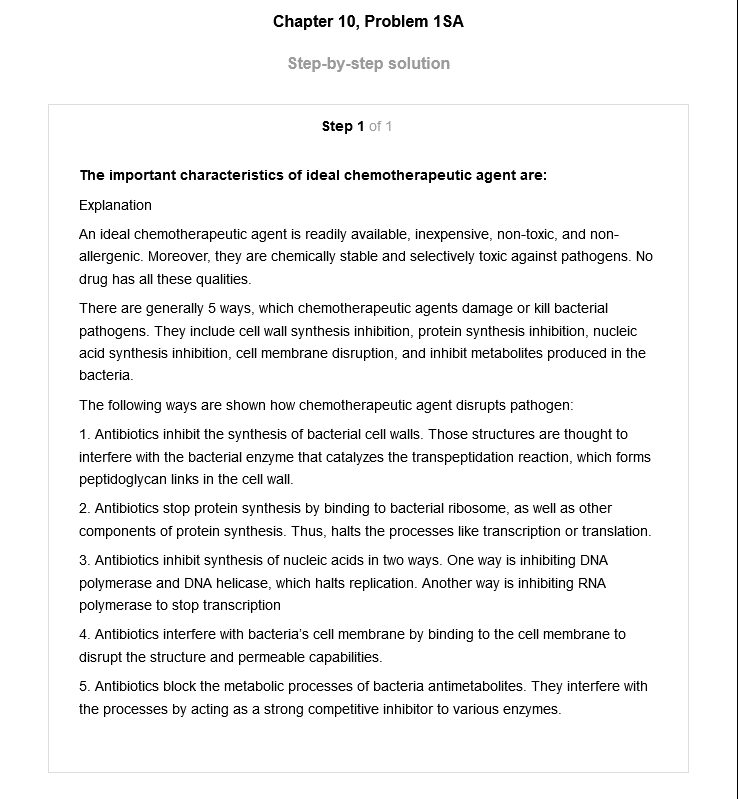 Chapter 10, Problem 1SA
Step-by-step solution
Step 1 of 1
The important characteristics of ideal chemotherapeutic agent are:
Explanation
An ideal chemotherapeutic agent is readily available, inexpensive, non-toxic, and non-
allergenic. Moreover, they are chemically stable and selectively toxic against pathogens. No
drug has all these qualities.
There are generally 5 ways, which chemotherapeutic agents damage or kill bacterial
pathogens. They include cell wall synthesis inhibition, protein synthesis inhibition, nucleic
acid synthesis inhibition, cell membrane disruption, and inhibit metabolites produced in the
bacteria.
The following ways are shown how chemotherapeutic agent disrupts pathogen:
1. Antibiotics inhibit the synthesis of bacterial cell walls. Those structures are thought to
interfere with the bacterial enzyme that catalyzes the transpeptidation reaction, which forms
peptidoglycan links in the cell wall.
2. Antibiotics stop protein synthesis by binding to bacterial ribosome, as well as other
components of protein synthesis. Thus, halts the processes like transcription or translation.
3. Antibiotics inhibit synthesis of nucleic acids in two ways. One way is inhibiting DNA
polymerase and DNA helicase, which halts replication. Another way is inhibiting RNA
polymerase to stop transcription
4. Antibiotics interfere with bacteria's cell membrane by binding to the cell membrane to
disrupt the structure and permeable capabilities.
5. Antibiotics block the metabolic processes of bacteria antimetabolites. They interfere with
the processes by acting as a strong competitive inhibitor to various enzymes.